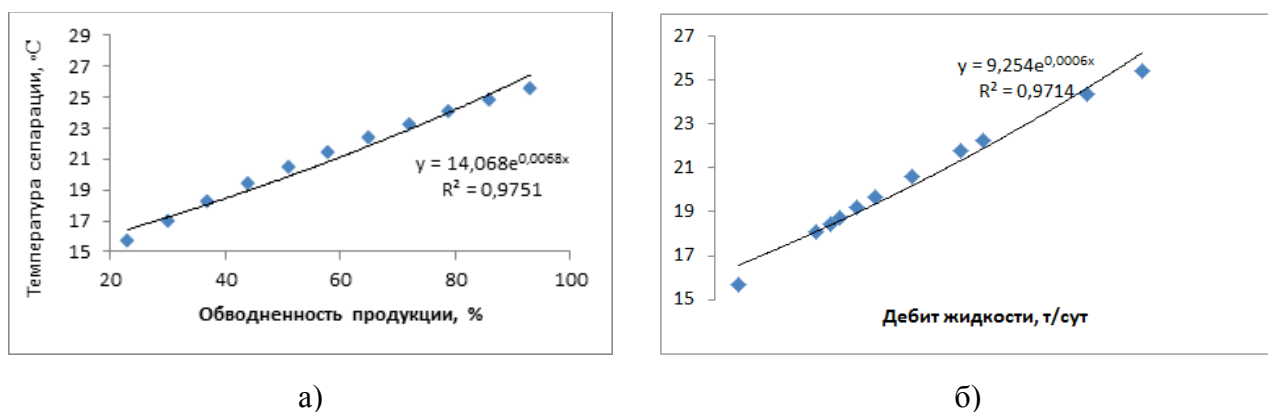 Температура сепарации, °С
29
27
25
23
21
19
17
15
y = 14,068e^0,0068x
R² = 0,9751
20 40 60 80 100
Обводненность продукции, %
а)
27
25
23
21
19
17
15
y = 9,254e^0,0006x
R² = 0,9714
Дебит жидкости, т/сут
б)